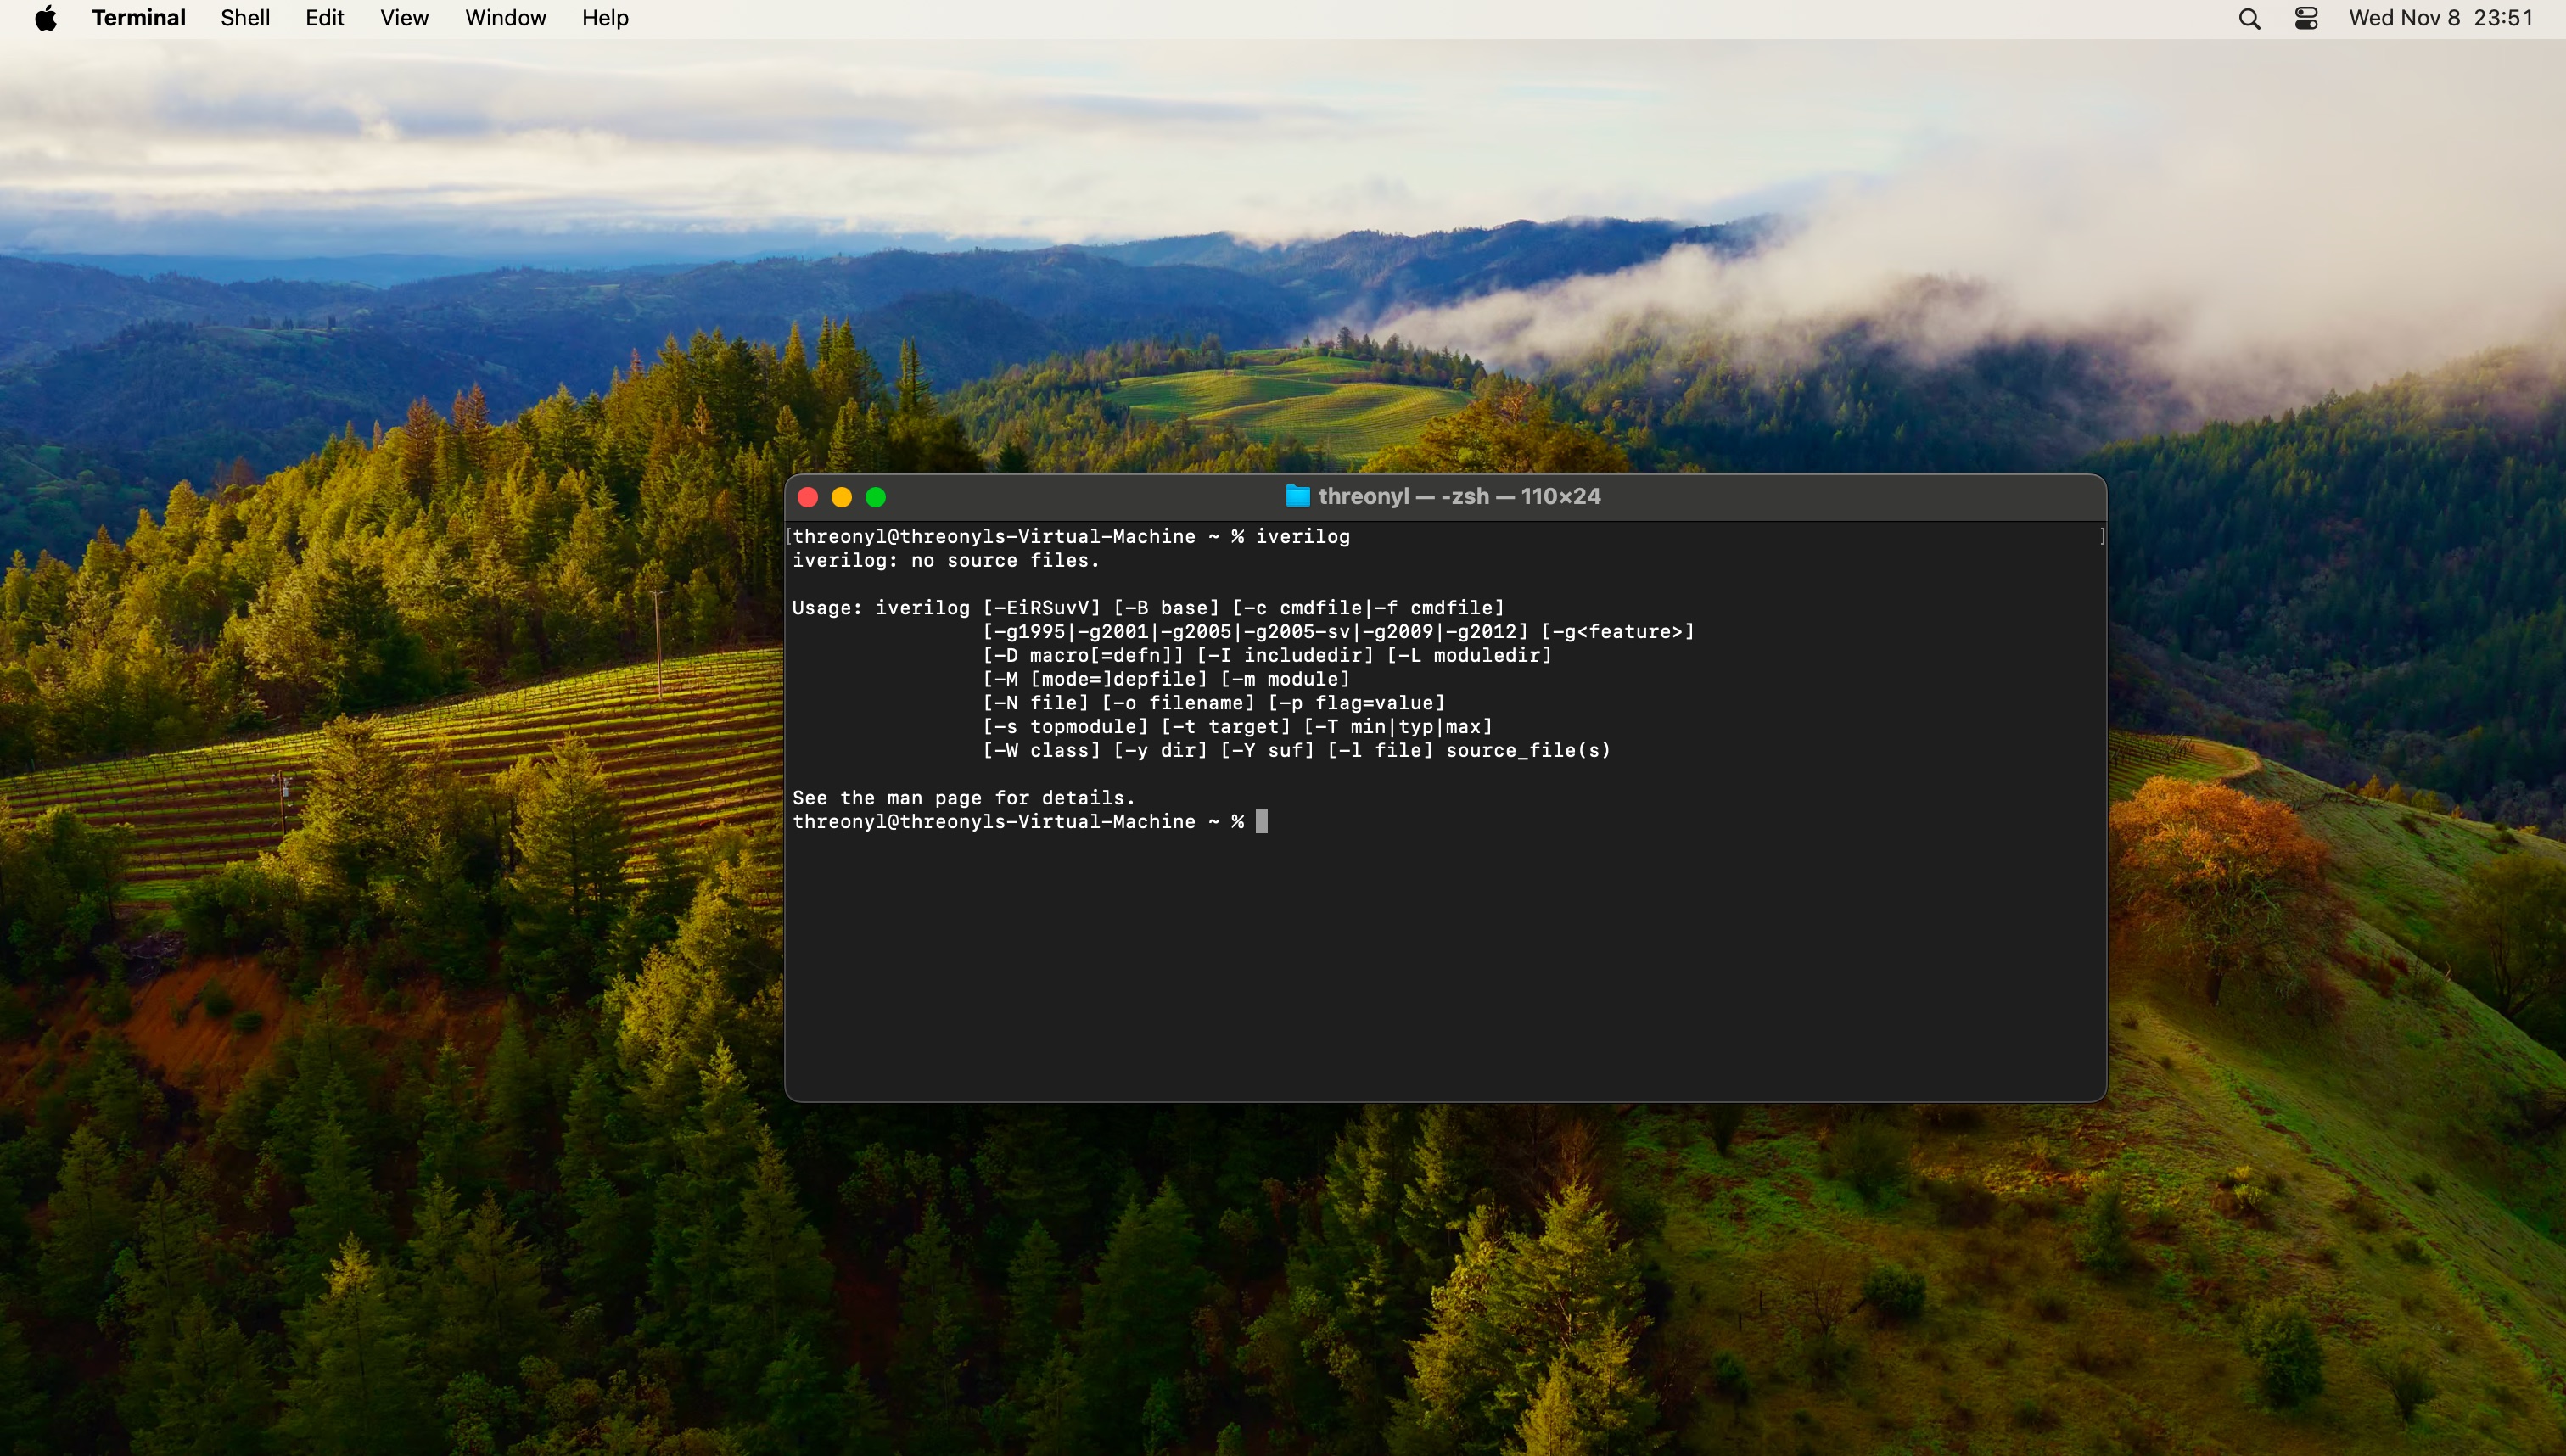 Terminal Shell Edit View Window Help Wed Nov 8 23:51
threonyl — -zsh — 110×24
[threonyl@threonyls-Virtual-Machine ~ % iverilog ]
iverilog: no source files.
Usage: iverilog [-EiRSuvV] [-B base] [-c cmdfile|-f cmdfile]
[-g1995|-g2001|-g2005|-g2005-sv|-g2009|-g2012] [-g<feature>]
[-D macro[=defn]] [-I includedir] [-L moduledir]
[-M [mode=]depfile] [-m module]
[-N file] [-o filename] [-p flag=value]
[-s topmodule] [-t target] [-T min|typ|max]
[-W class] [-y dir] [-Y suf] [-l file] source_file(s)
See the man page for details.
threonyl@threonyls-Virtual-Machine ~ %